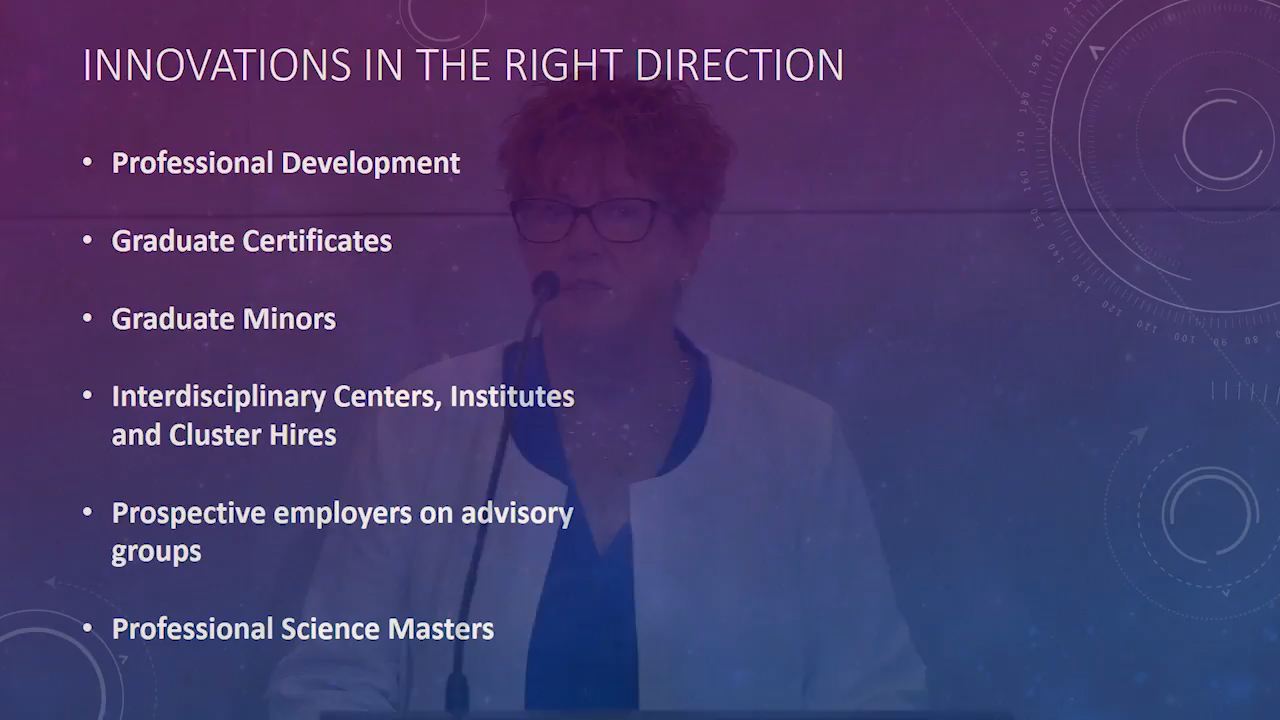 INNOVATIONS IN THE RIGHT DIRECTION
• Professional Development
• Graduate Certificates
• Graduate Minors
• Interdisciplinary Centers, Institutes
and Cluster Hires
• Prospective employers on advisory
groups
• Professional Science Masters